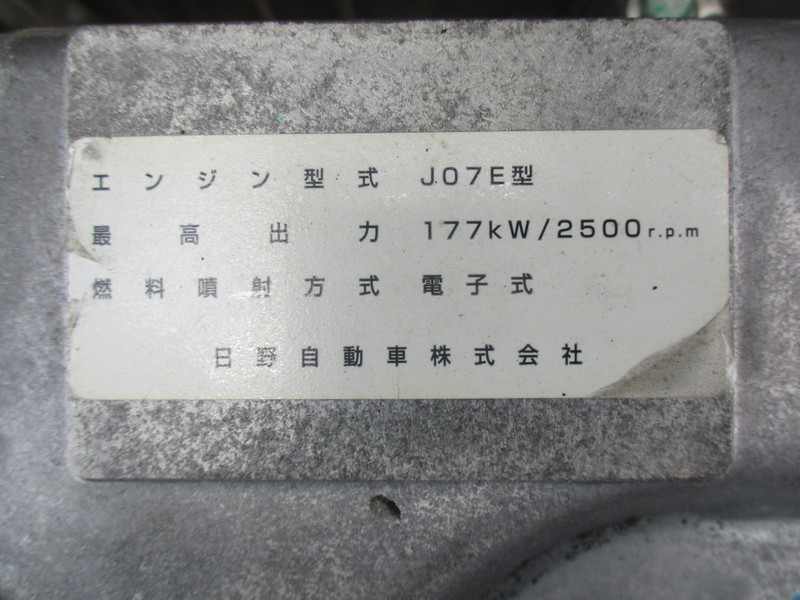 エンジン型式 J07E型
最高出力 177kW/2500r.p.m
燃料噴射方式 電子式
日野自動車株式会社